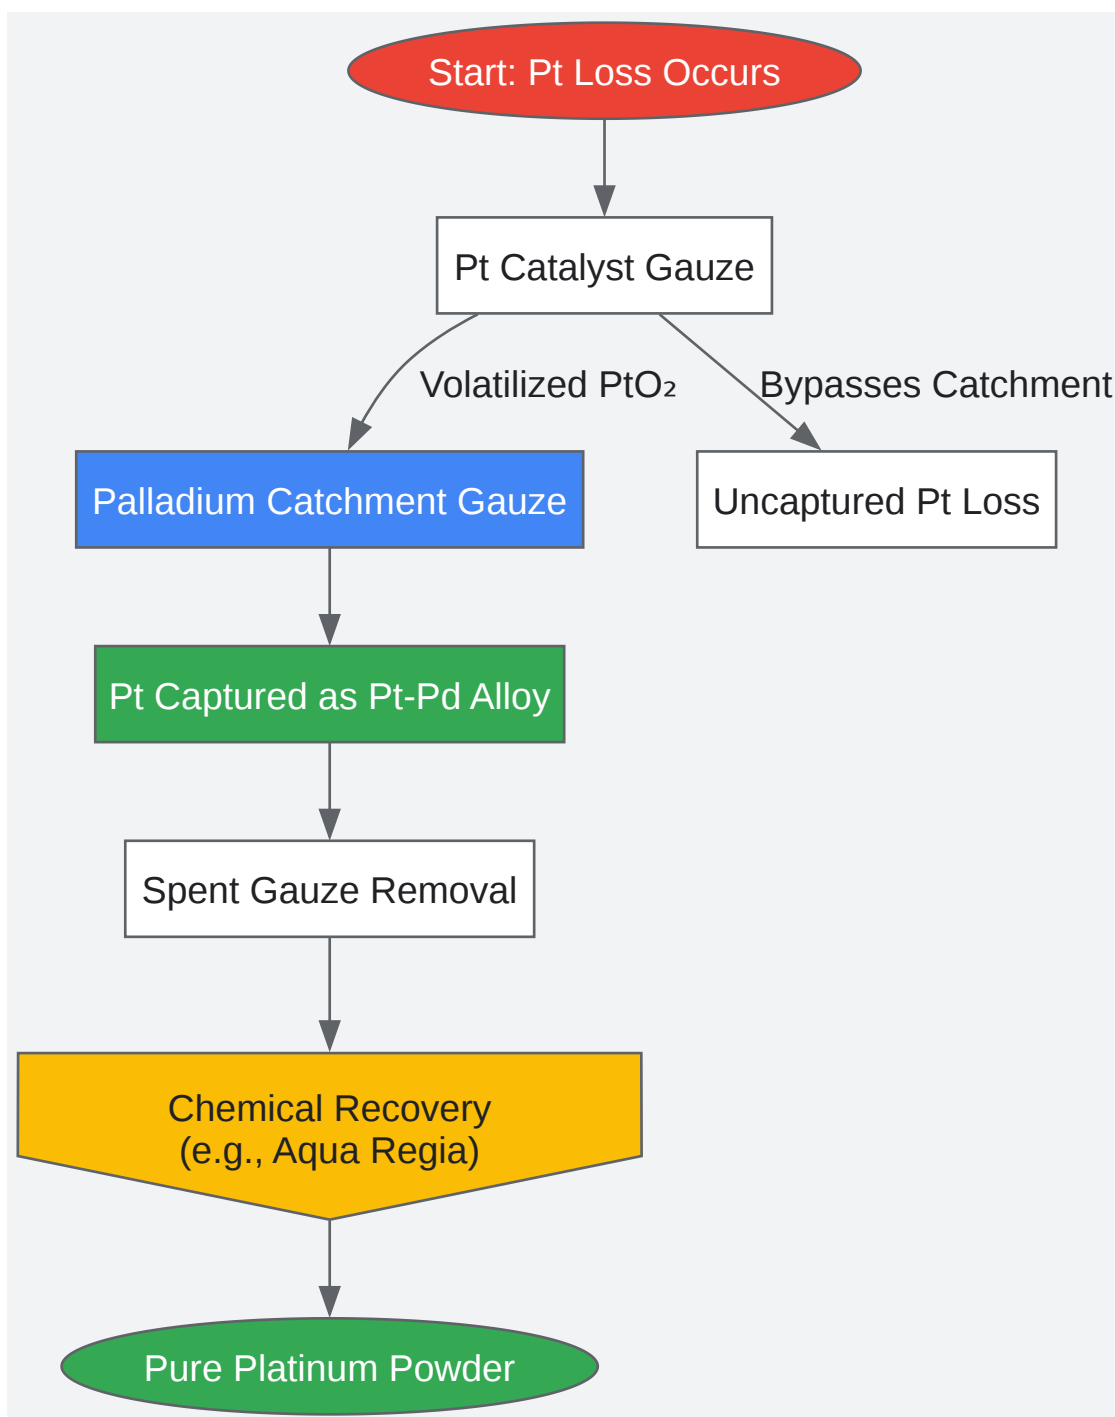 Start: Pt Loss Occurs
Pt Catalyst Gauze
Volatilized PtO₂
Bypasses Catchment
Palladium Catchment Gauze
Uncaptured Pt Loss
Pt Captured as Pt-Pd Alloy
Spent Gauze Removal
Chemical Recovery
(e.g., Aqua Regia)
Pure Platinum Powder